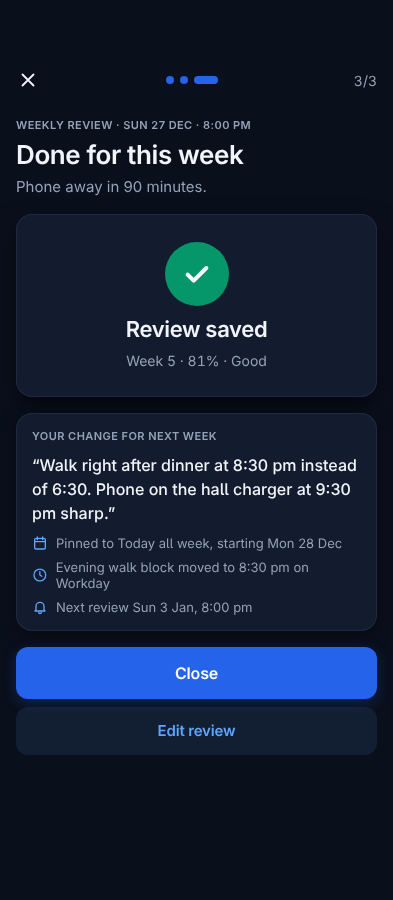 3/3
WEEKLY REVIEW · SUN 27 DEC · 8:00 PM
Done for this week
Phone away in 90 minutes.
Review saved
Week 5 · 81% · Good
YOUR CHANGE FOR NEXT WEEK
“Walk right after dinner at 8:30 pm instead
of 6:30. Phone on the hall charger at 9:30
pm sharp.”
Pinned to Today all week, starting Mon 28 Dec
Evening walk block moved to 8:30 pm on
Workday
Next review Sun 3 Jan, 8:00 pm
Close
Edit review